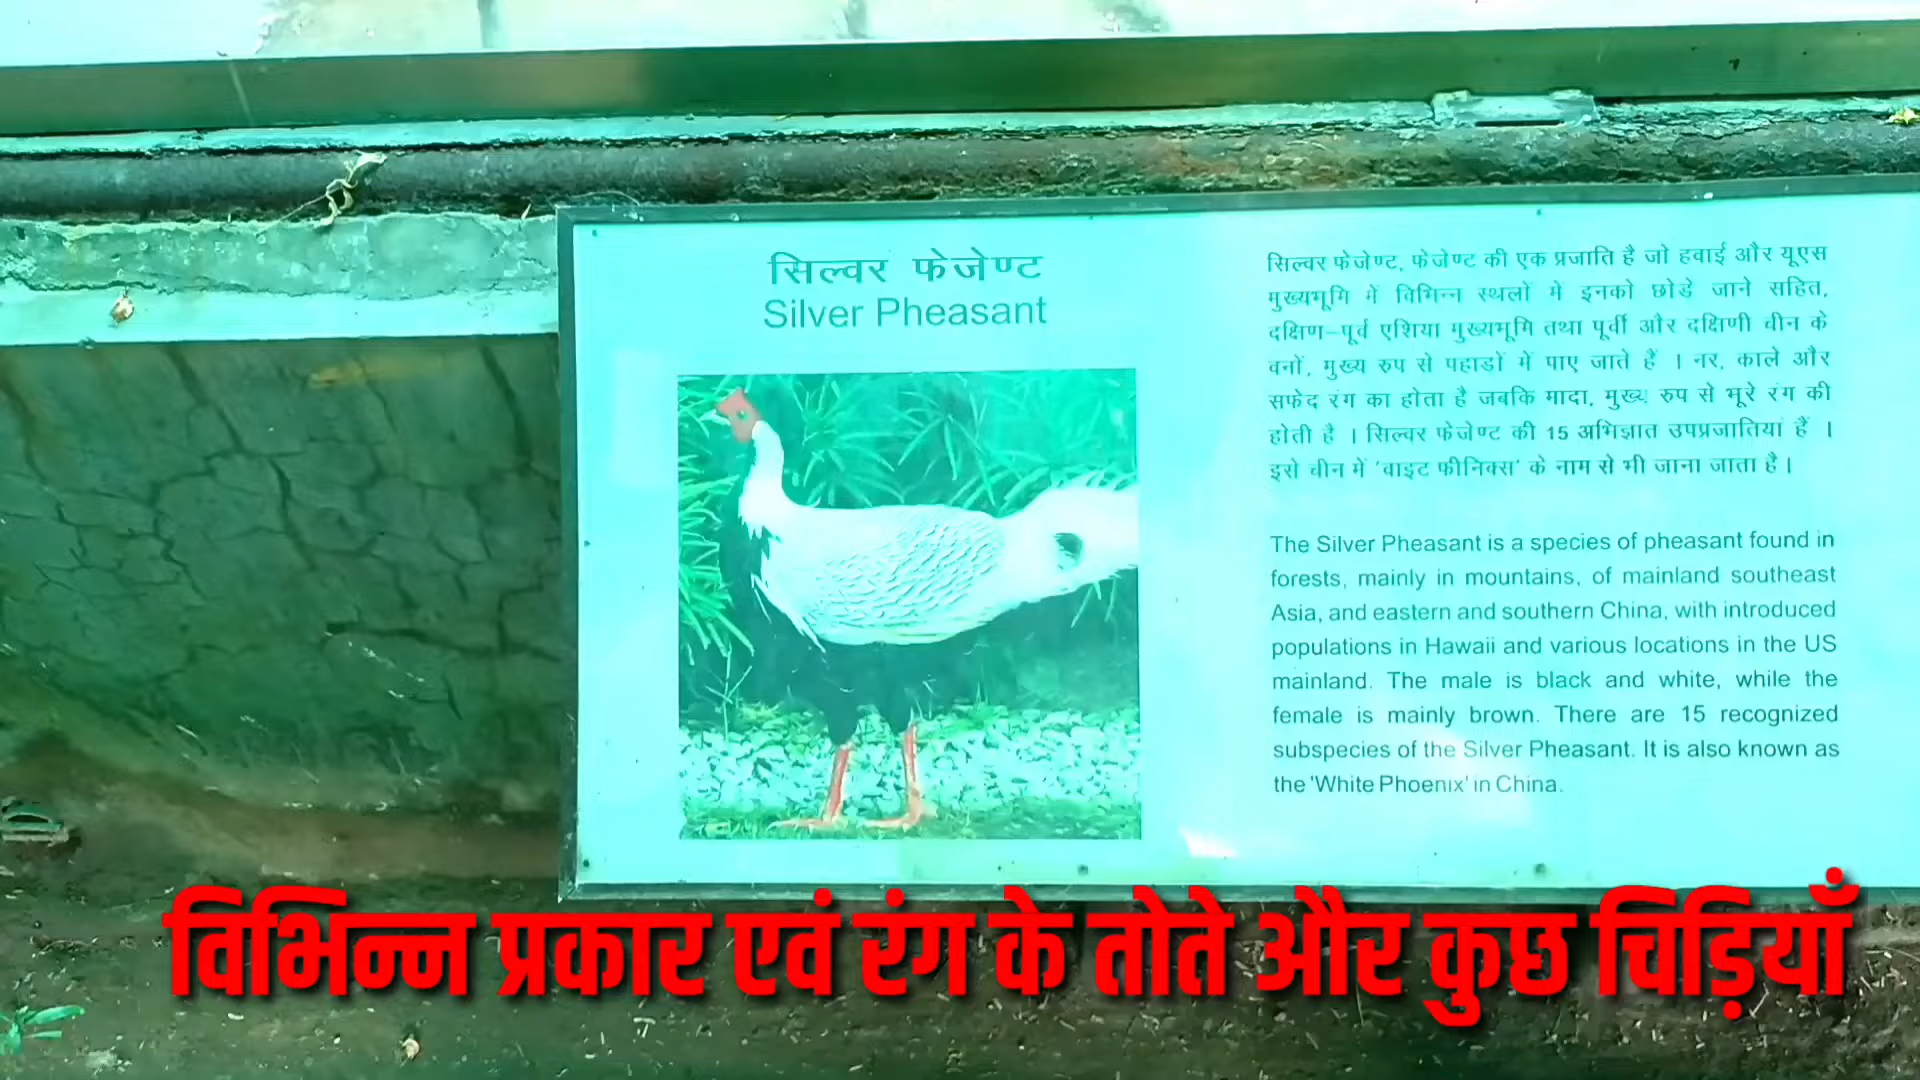 सिल्वर फेजेण्ट
Silver Pheasant
सिल्वर फेजेण्ट, फेजेण्ट की एक प्रजाति है जो हवाई और यूएस
मुख्यभूमि में विभिन्न स्थलों मे इनको छोड़े जाने सहित,
दक्षिण–पूर्व एशिया मुख्यभूमि तथा पूर्वी और दक्षिणी चीन के
वनों, मुख्य रुप से पहाडों में पाए जाते हैं । नर, काले और
सफेद रंग का होता है जबकि मादा, मुख्य रुप से भूरे रंग की
होती है । सिल्वर फेजेण्ट की 15 अभिज्ञात उपप्रजातियां हैं ।
इसे चीन में 'वाइट फीनिक्स' के नाम से भी जाना जाता है ।
The Silver Pheasant is a species of pheasant found in
forests, mainly in mountains, of mainland southeast
Asia, and eastern and southern China, with introduced
populations in Hawaii and various locations in the US
mainland. The male is black and white, while the
female is mainly brown. There are 15 recognized
subspecies of the Silver Pheasant. It is also known as
the 'White Phoenix' in China.
विभिन्न प्रकार एवं रंग के तोते और कुछ चिड़ियाँ